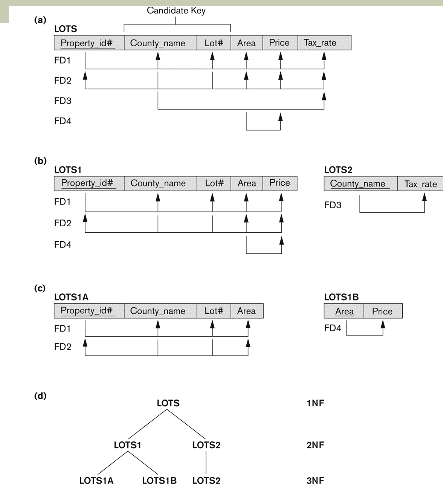 Candidate Key
(a)
LOTS
Property_id# County_name Lot# Area Price Tax_rate
FD1
FD2
FD3
FD4
(b)
LOTS1
Property_id# County_name Lot# Area Price
FD1
FD2
FD4
LOTS2
County_name Tax_rate
FD3
(c)
LOTS1A
Property_id# County_name Lot# Area
FD1
FD2
LOTS1B
Area Price
FD4
(d)
LOTS 1NF
LOTS1 LOTS2 2NF
LOTS1A LOTS1B LOTS2 3NF